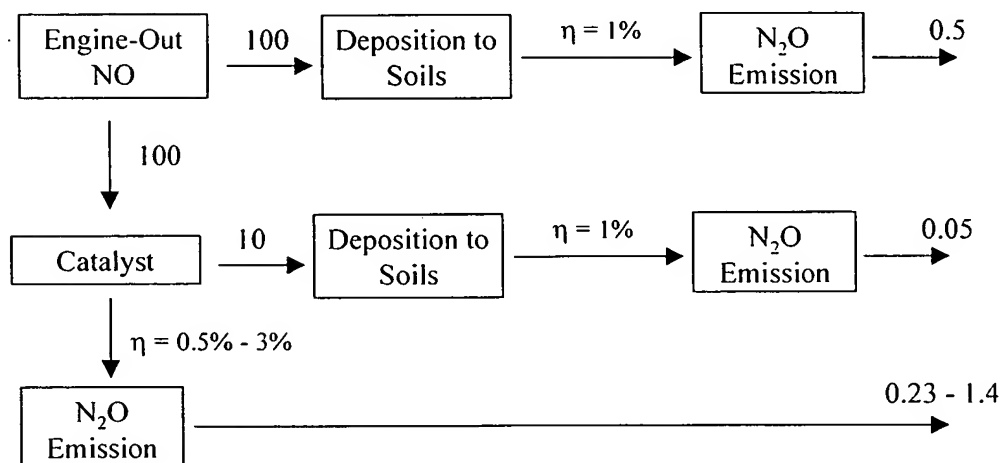 Engine-Out
NO
100
Deposition to
Soils
η = 1%
N₂O
Emission
0.5
100
Catalyst
10
Deposition to
Soils
η = 1%
N₂O
Emission
0.05
η = 0.5% - 3%
N₂O
Emission
0.23 - 1.4